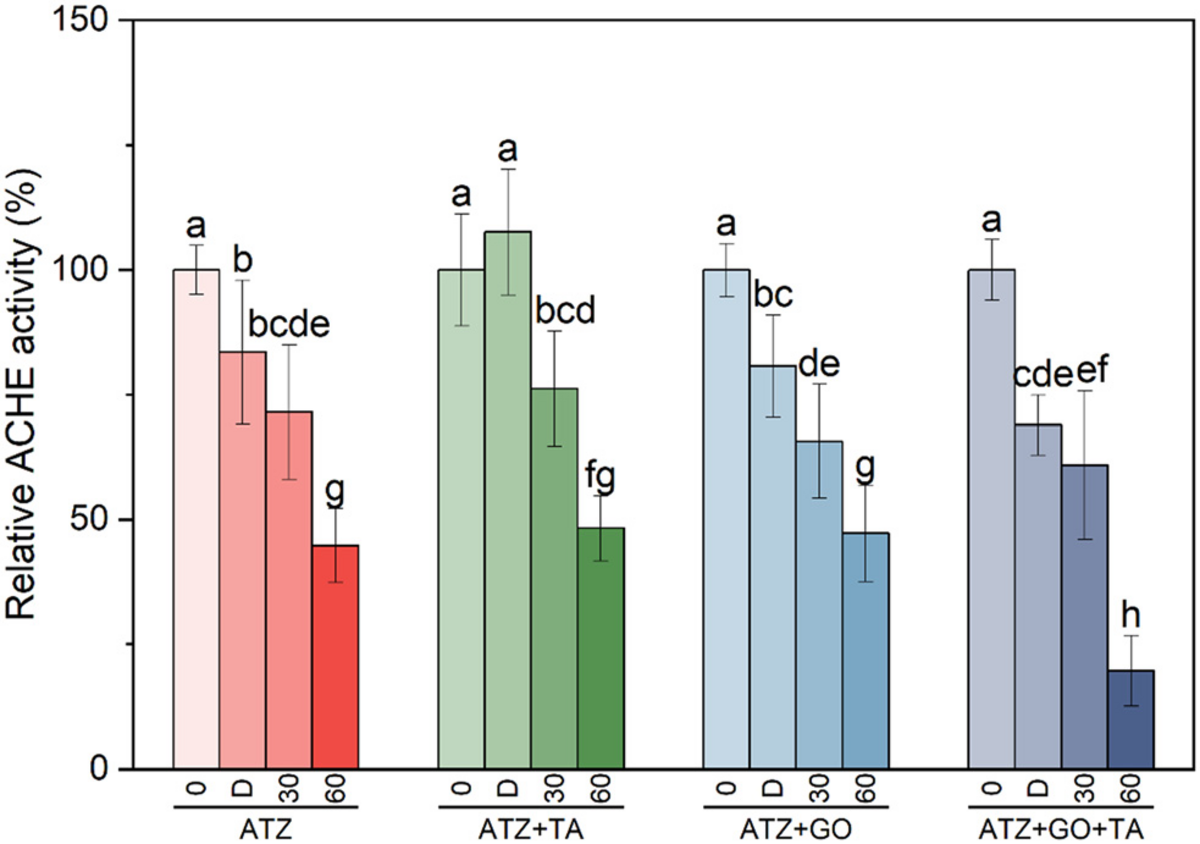 150
100
50
0
Relative ACHE activity (%)
a
b
bcde
g
a
a
bcd
fg
a
bc
de
g
a
cde
ef
h
0 D 30 60
0 D 30 60
0 D 30 60
0 D 30 60
ATZ
ATZ+TA
ATZ+GO
ATZ+GO+TA